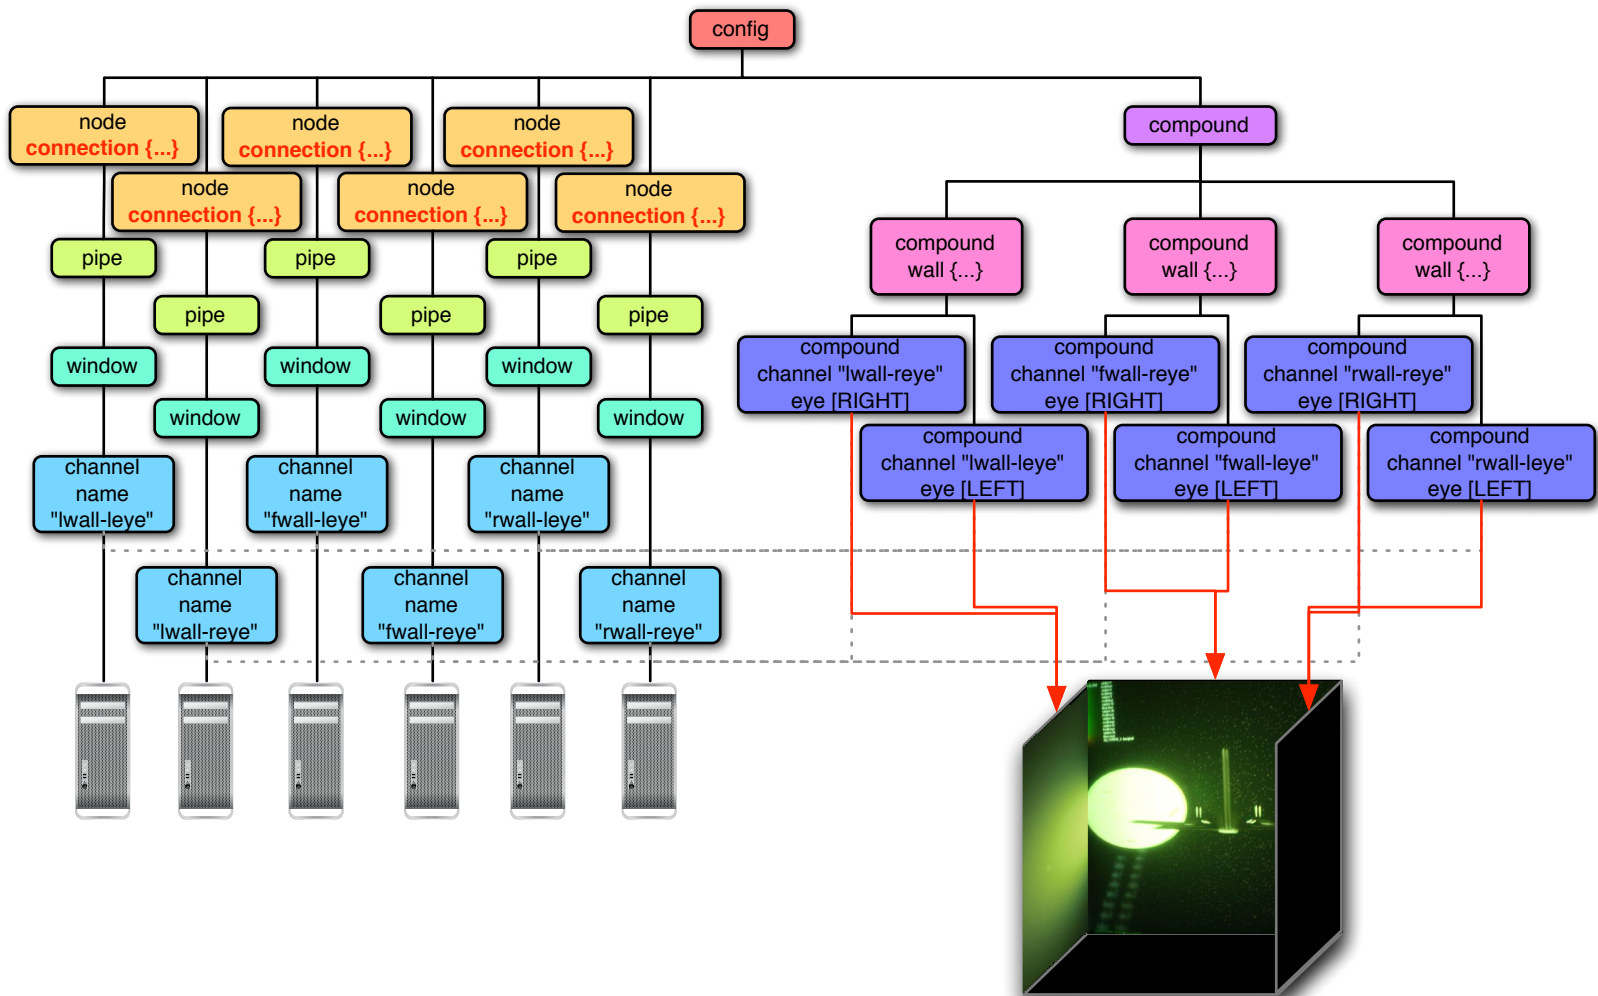 config
node
connection {...}
node
connection {...}
node
connection {...}
compound
node
connection {...}
node
connection {...}
node
connection {...}
pipe
pipe
pipe
compound
wall {...}
compound
wall {...}
compound
wall {...}
pipe
pipe
pipe
window
window
window
compound
channel "lwall-reye"
eye [RIGHT]
compound
channel "fwall-reye"
eye [RIGHT]
compound
channel "rwall-reye"
eye [RIGHT]
window
window
window
compound
channel "lwall-leye"
eye [LEFT]
compound
channel "fwall-leye"
eye [LEFT]
compound
channel "rwall-leye"
eye [LEFT]
channel
name
"lwall-leye"
channel
name
"fwall-leye"
channel
name
"rwall-leye"
channel
name
"lwall-reye"
channel
name
"fwall-reye"
channel
name
"rwall-reye"